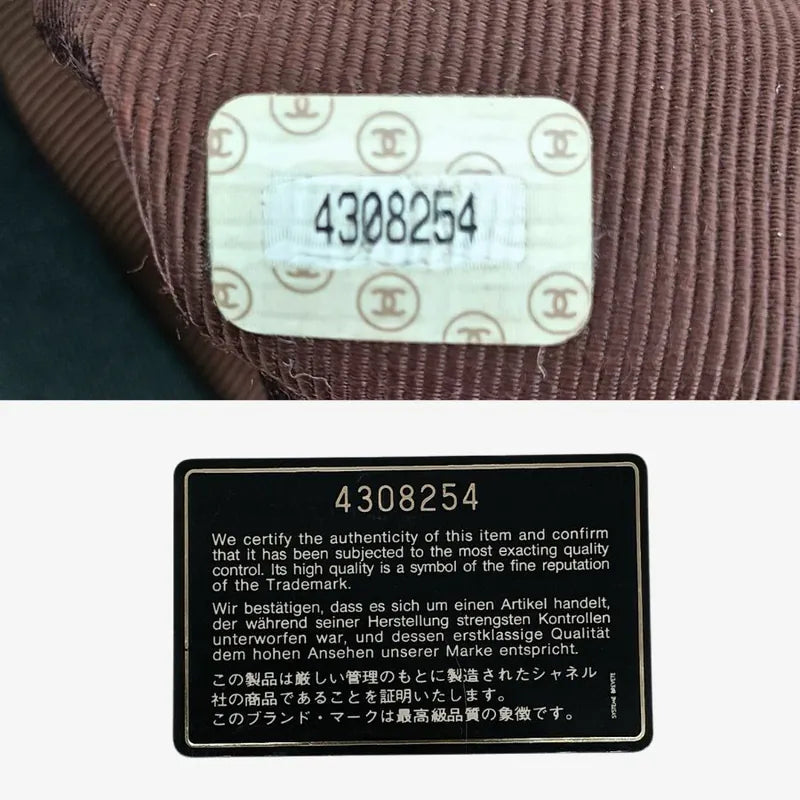 4308254
4308254
We certify the authenticity of this item and confirm
that it has been subjected to the most exacting quality
control. Its high quality is a symbol of the fine reputation
of the Trademark.
Wir bestätigen, dass es sich um einen Artikel handelt,
der während seiner Herstellung strengsten Kontrollen
unterworfen war, und dessen erstklassige Qualität
dem hohen Ansehen unserer Marke entspricht.
この製品は厳しい管理のもとに製造されたシャネル
社の商品であることを証明いたします。
このブランド・マークは最高級品質の象徴です。